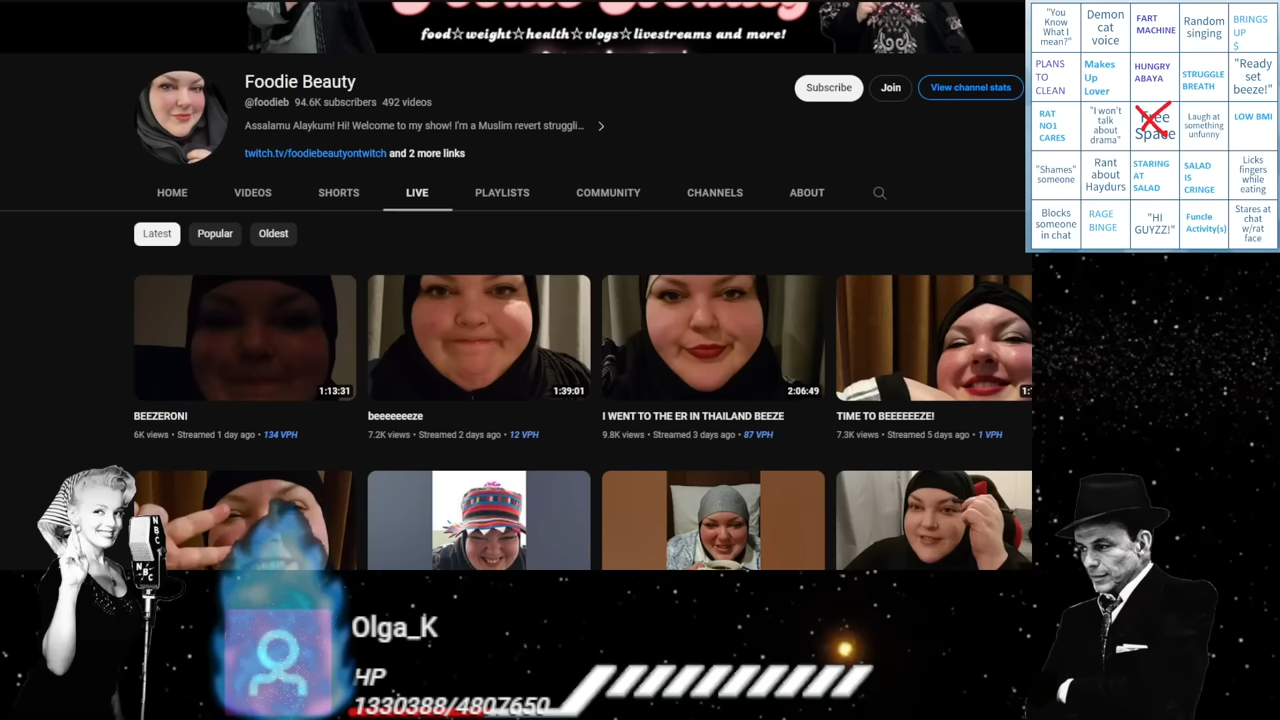 food☆weight☆health☆vlogs☆livestreams and more!
Foodie Beauty
@foodieb 94.6K subscribers 492 videos
Assalamu Alaykum! Hi! Welcome to my show! I'm a Muslim revert struggli...
twitch.tv/foodiebeautyontwitch and 2 more links
Subscribe
Join
View channel stats
HOME
VIDEOS
SHORTS
LIVE
PLAYLISTS
COMMUNITY
CHANNELS
ABOUT
Latest
Popular
Oldest
1:13:31
1:39:01
2:06:49
BEEZERONI
6K views • Streamed 1 day ago • 134 VPH
beeeeeeeze
7.2K views • Streamed 2 days ago • 12 VPH
I WENT TO THE ER IN THAILAND BEEZE
9.8K views • Streamed 3 days ago • 87 VPH
TIME TO BEEEEEEZE!
7.3K views • Streamed 5 days ago • 1 VPH
"You
Know
What I
mean?"
Demon
cat
voice
FART
MACHINE
Random
singing
BRINGS
UP
$
PLANS
TO
CLEAN
Makes
Up
Lover
HUNGRY
ABAYA
STRUGGLE
BREATH
"Ready
set
beeze!"
RAT
NO1
CARES
"I won't
talk
about
drama"
Free
Space
Laugh at
something
unfunny
LOW BMI
"Shames"
someone
Rant
about
Haydurs
STARING
AT
SALAD
SALAD
IS
CRINGE
Licks
fingers
while
eating
Blocks
someone
in chat
RAGE
BINGE
"HI
GUYZZ!"
Funcle
Activity(s)
Stares at
chat
w/rat
face
NBC
NBC
Olga_K
HP
1330388/4807650